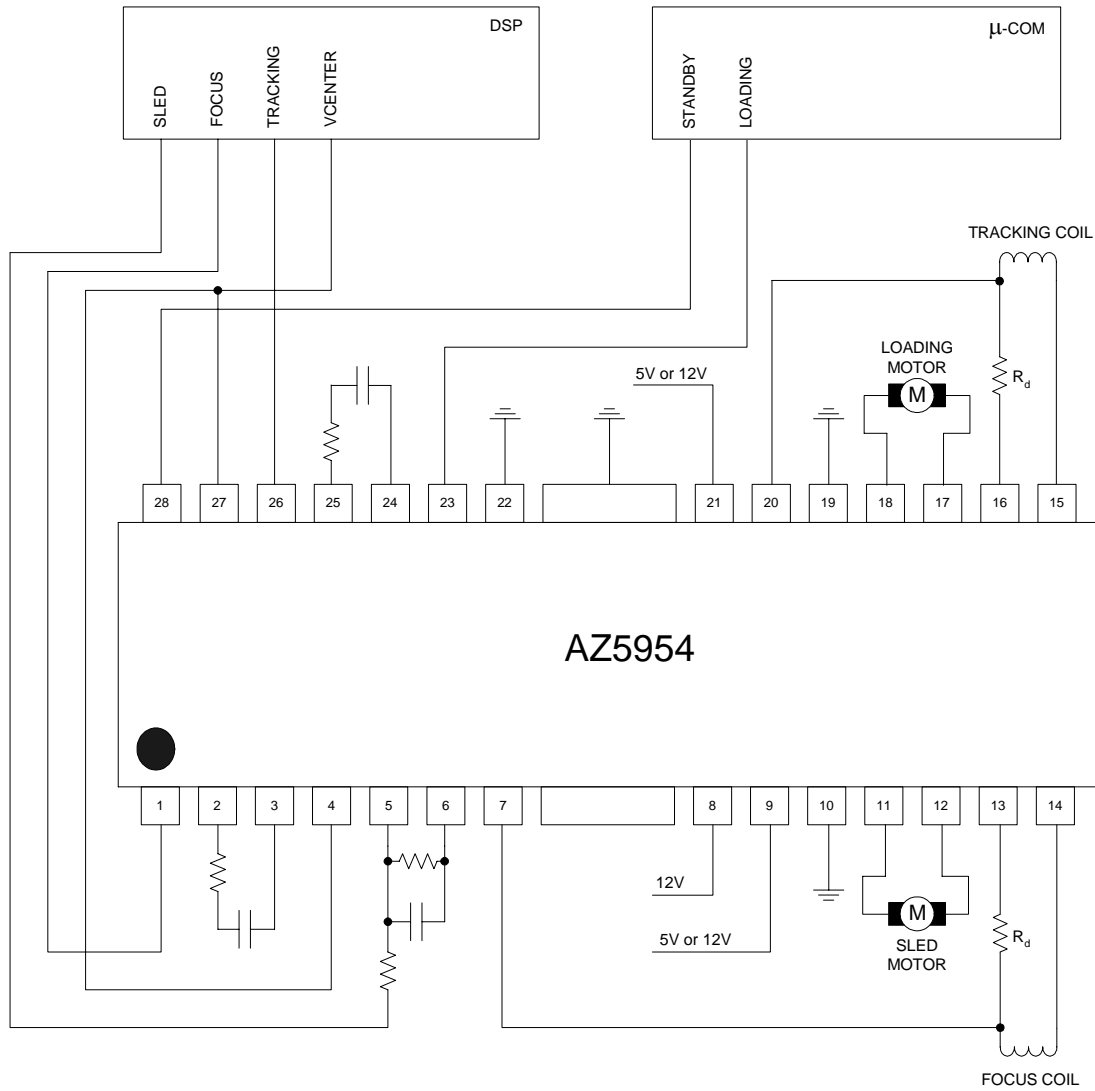 DSP
SLED
FOCUS
TRACKING
VCENTER
μ-COM
STANDBY
LOADING
TRACKING COIL
LOADING
MOTOR
M
Rd
5V or 12V
28
27
26
25
24
23
22
21
20
19
18
17
16
15
AZ5954
1
2
3
4
5
6
7
8
9
10
11
12
13
14
12V
5V or 12V
M
SLED
MOTOR
Rd
FOCUS COIL